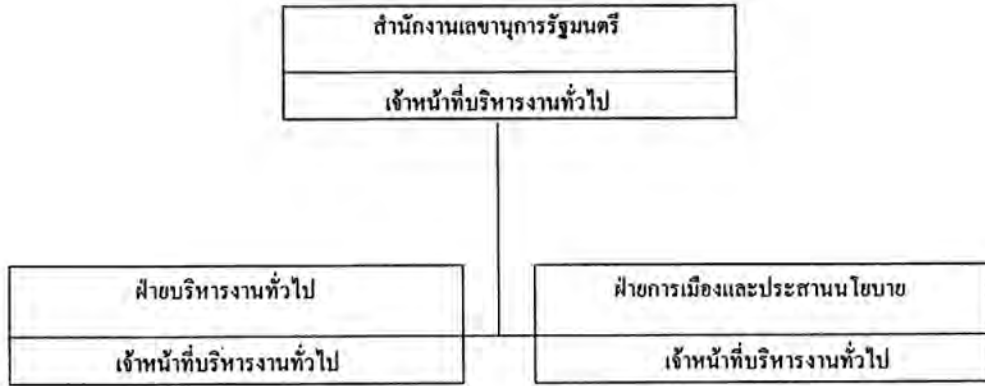 สำนักงานเลขานุการรัฐมนตรี
เจ้าหน้าที่บริหารงานทั่วไป
ฝ่ายบริหารงานทั่วไป
เจ้าหน้าที่บริหารงานทั่วไป
ฝ่ายการเมืองและประสานนโยบาย
เจ้าหน้าที่บริหารงานทั่วไป